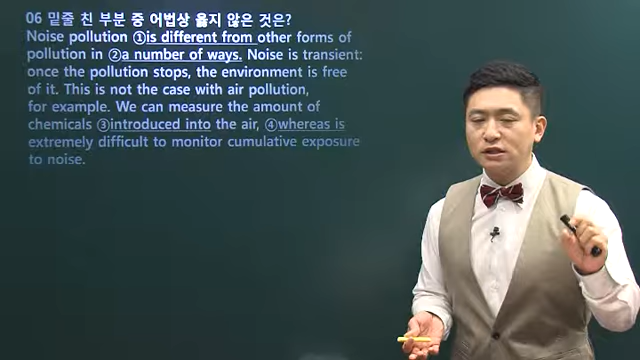 06 밑줄 친 부분 중 어법상 옳지 않은 것은?
Noise pollution ①is different from other forms of
pollution in ②a number of ways. Noise is transient:
once the pollution stops, the environment is free
of it. This is not the case with air pollution,
for example. We can measure the amount of
chemicals ③introduced into the air, ④whereas is
extremely difficult to monitor cumulative exposure
to noise.